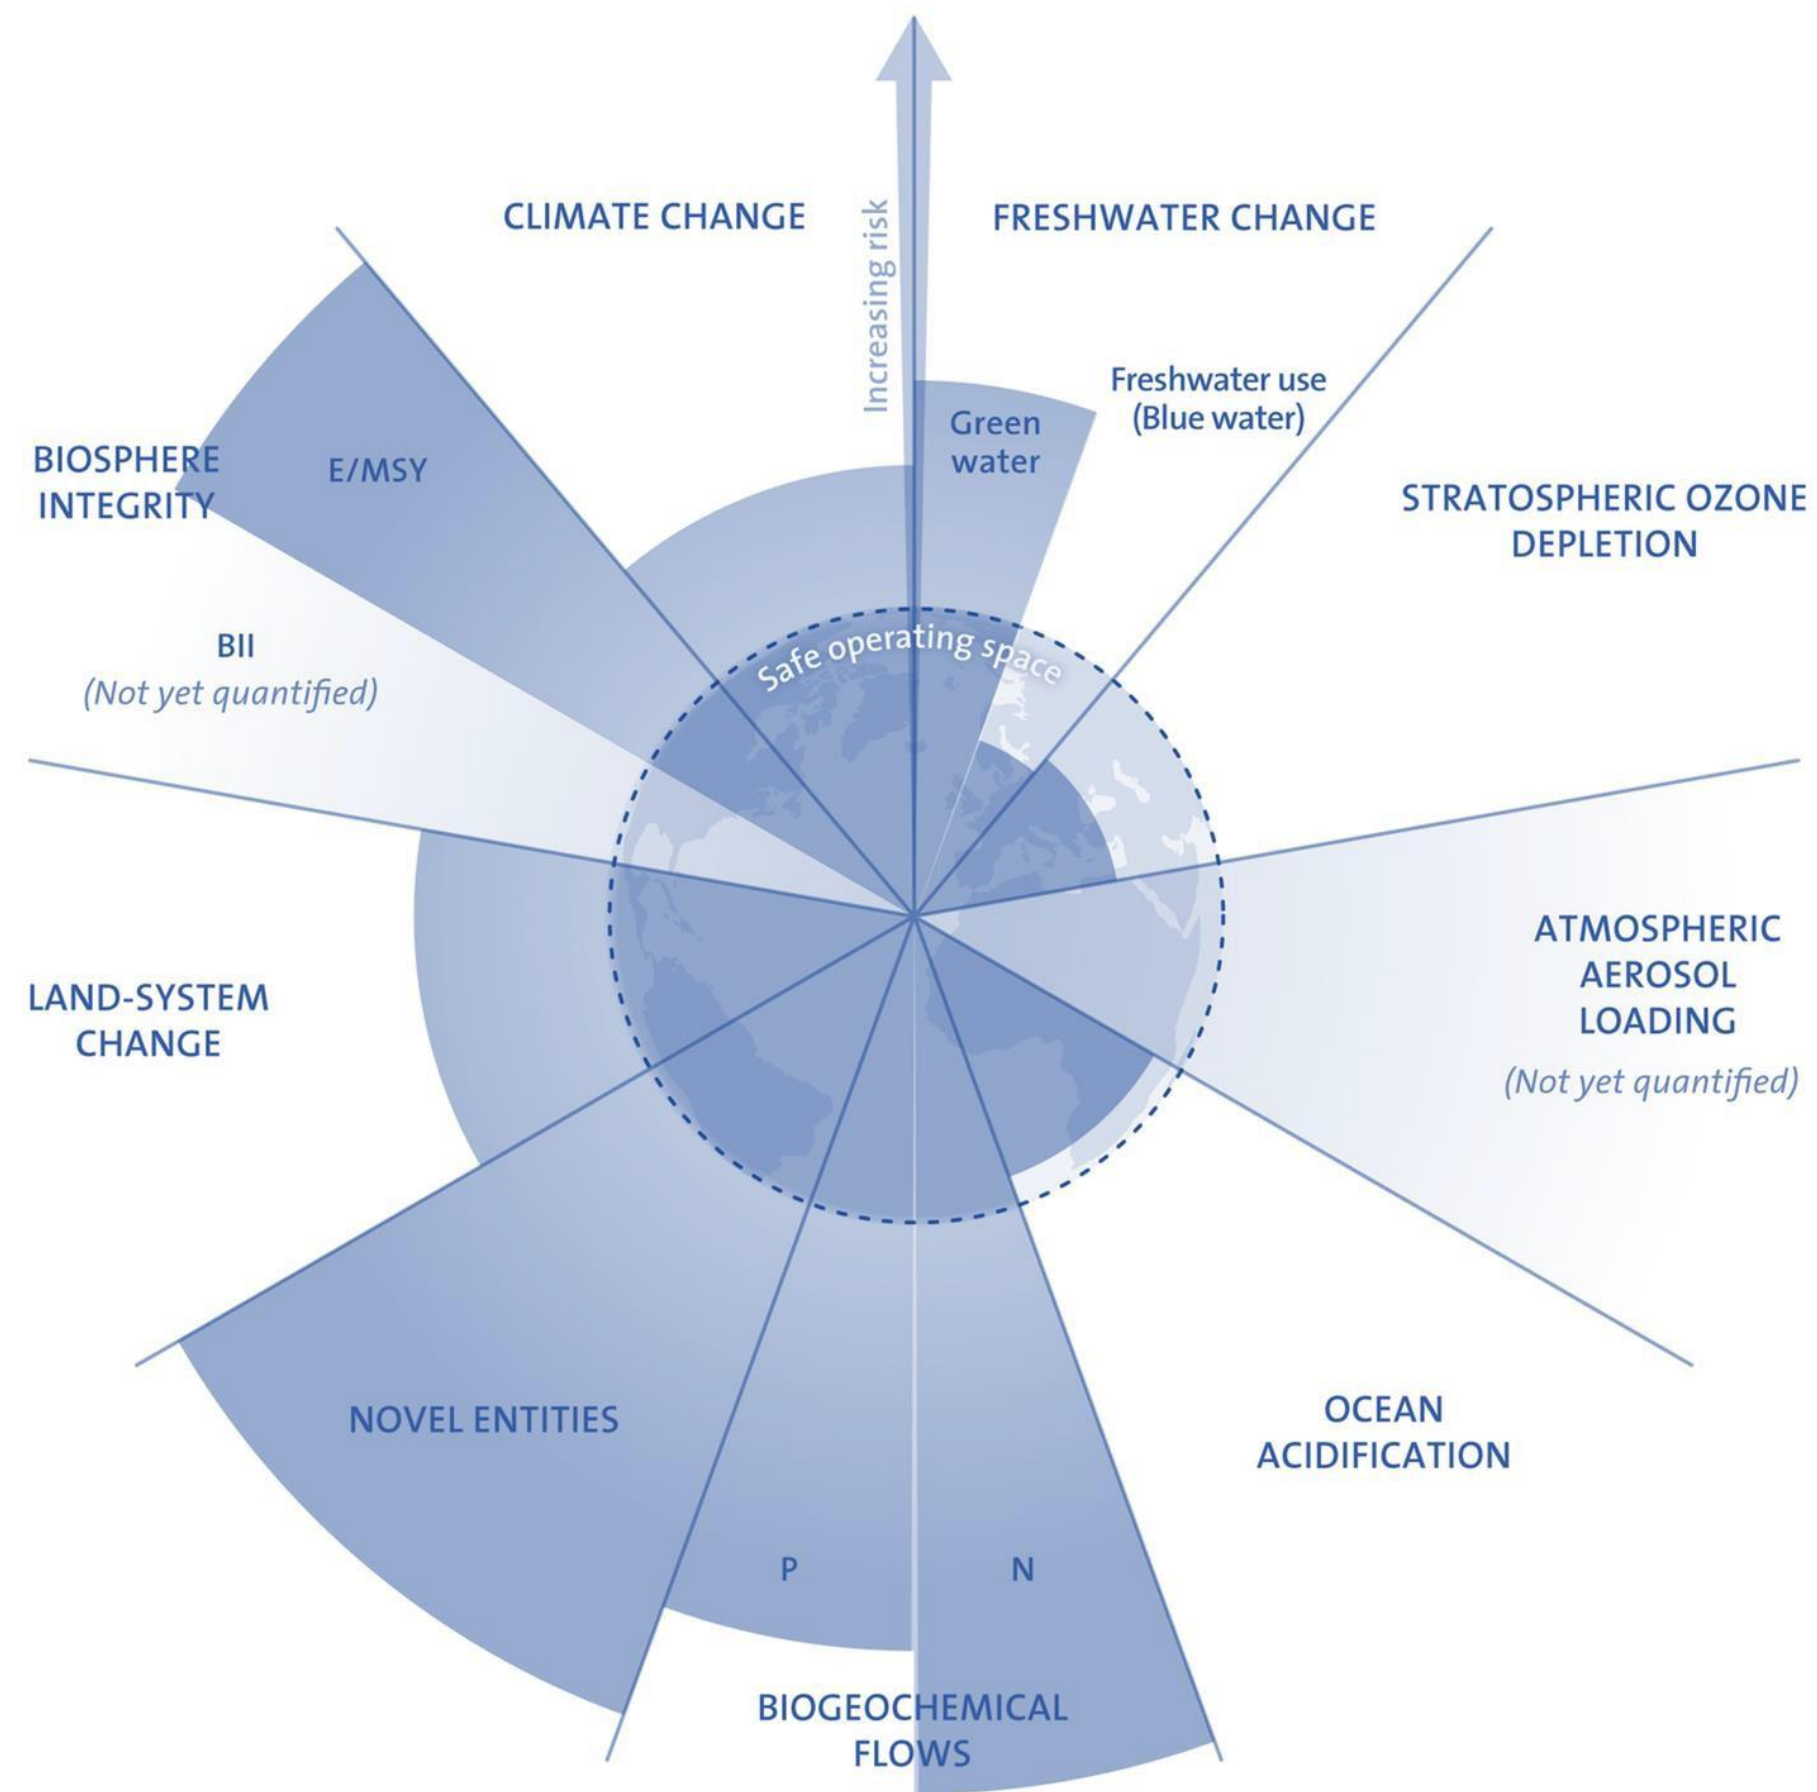 CLIMATE CHANGE
Increasing risk
FRESHWATER CHANGE
Green
water
Freshwater use
(Blue water)
STRATOSPHERIC OZONE
DEPLETION
BIOSPHERE
INTEGRITY
E/MSY
BII
(Not yet quantified)
Safe operating space
ATMOSPHERIC
AEROSOL
LOADING
(Not yet quantified)
LAND-SYSTEM
CHANGE
OCEAN
ACIDIFICATION
NOVEL ENTITIES
P
N
BIOGEOCHEMICAL
FLOWS